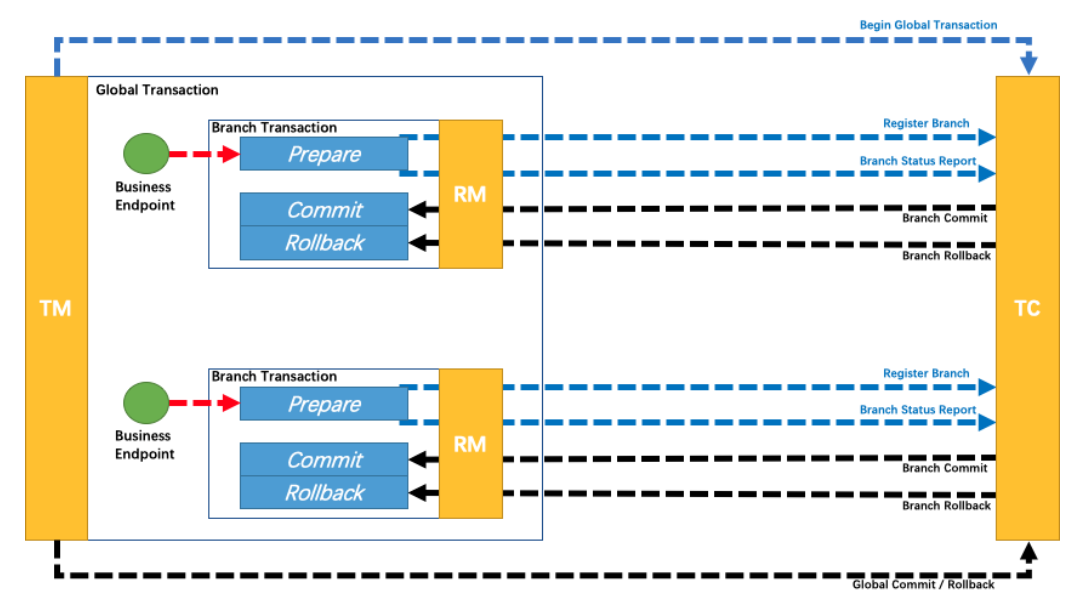 Begin Global Transaction
Global Transaction
Branch Transaction
Register Branch
Prepare
Branch Status Report
Business
Endpoint
RM
Commit
Branch Commit
Rollback
Branch Rollback
TM
TC
Branch Transaction
Register Branch
Prepare
Branch Status Report
Business
Endpoint
RM
Commit
Branch Commit
Rollback
Branch Rollback
Global Commit / Rollback